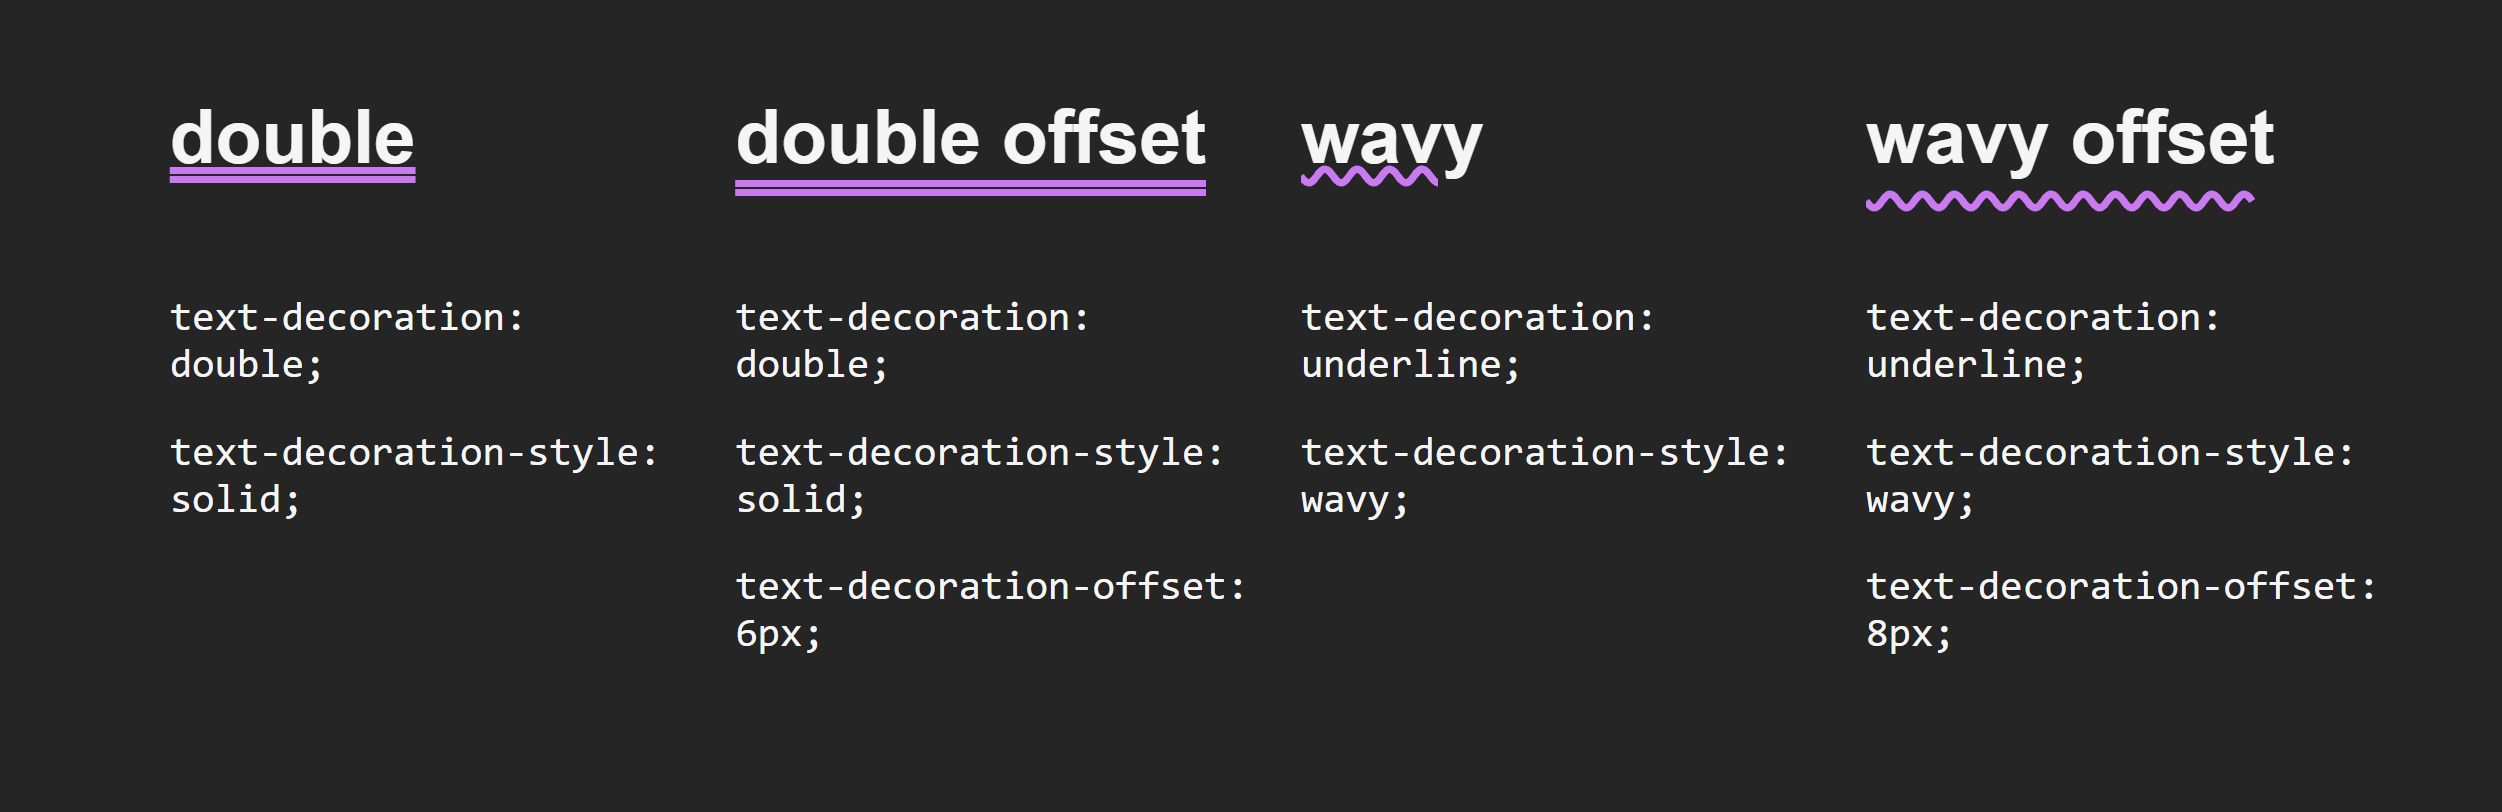 double
text-decoration:
double;
text-decoration-style:
solid;
double offset
text-decoration:
double;
text-decoration-style:
solid;
text-decoration-offset:
6px;
wavy
text-decoration:
underline;
text-decoration-style:
wavy;
wavy offset
text-decoration:
underline;
text-decoration-style:
wavy;
text-decoration-offset:
8px;